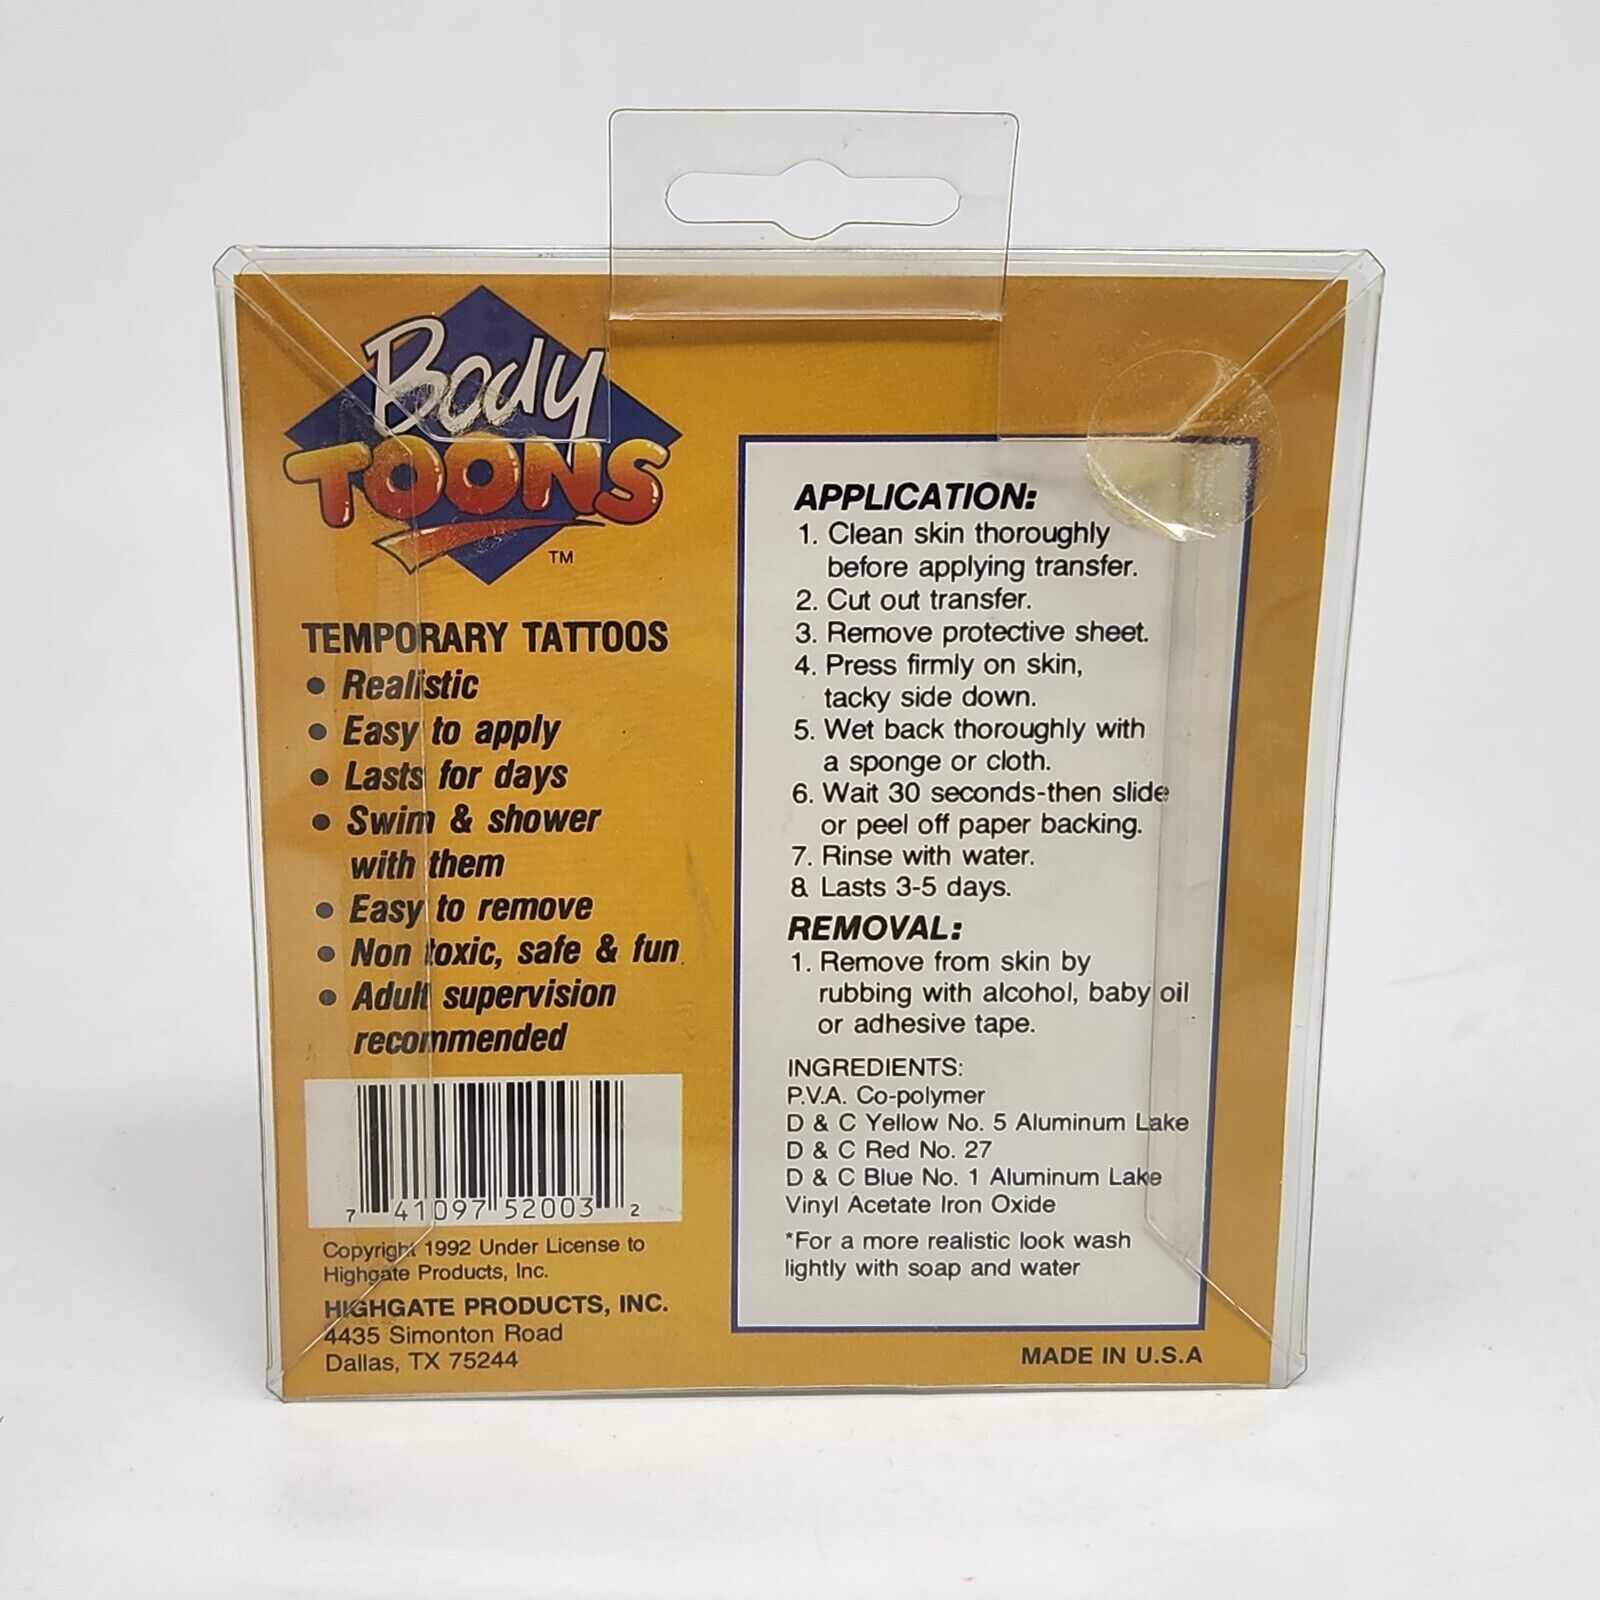 Body
TOONS
TM
TEMPORARY TATTOOS
• Realistic
• Easy to apply
• Lasts for days
• Swim & shower
with them
• Easy to remove
• Non toxic, safe & fun
• Adult supervision
recommended
7 41097 52003 2
Copyright 1992 Under License to
Highgate Products, Inc.
HIGHGATE PRODUCTS, INC.
4435 Simonton Road
Dallas, TX 75244
APPLICATION:
1. Clean skin thoroughly
before applying transfer.
2. Cut out transfer.
3. Remove protective sheet.
4. Press firmly on skin,
tacky side down.
5. Wet back thoroughly with
a sponge or cloth.
6. Wait 30 seconds-then slide
or peel off paper backing.
7. Rinse with water.
8. Lasts 3-5 days.
REMOVAL:
1. Remove from skin by
rubbing with alcohol, baby oil
or adhesive tape.
INGREDIENTS:
P.V.A. Co-polymer
D & C Yellow No. 5 Aluminum Lake
D & C Red No. 27
D & C Blue No. 1 Aluminum Lake
Vinyl Acetate Iron Oxide
*For a more realistic look wash
lightly with soap and water
MADE IN U.S.A